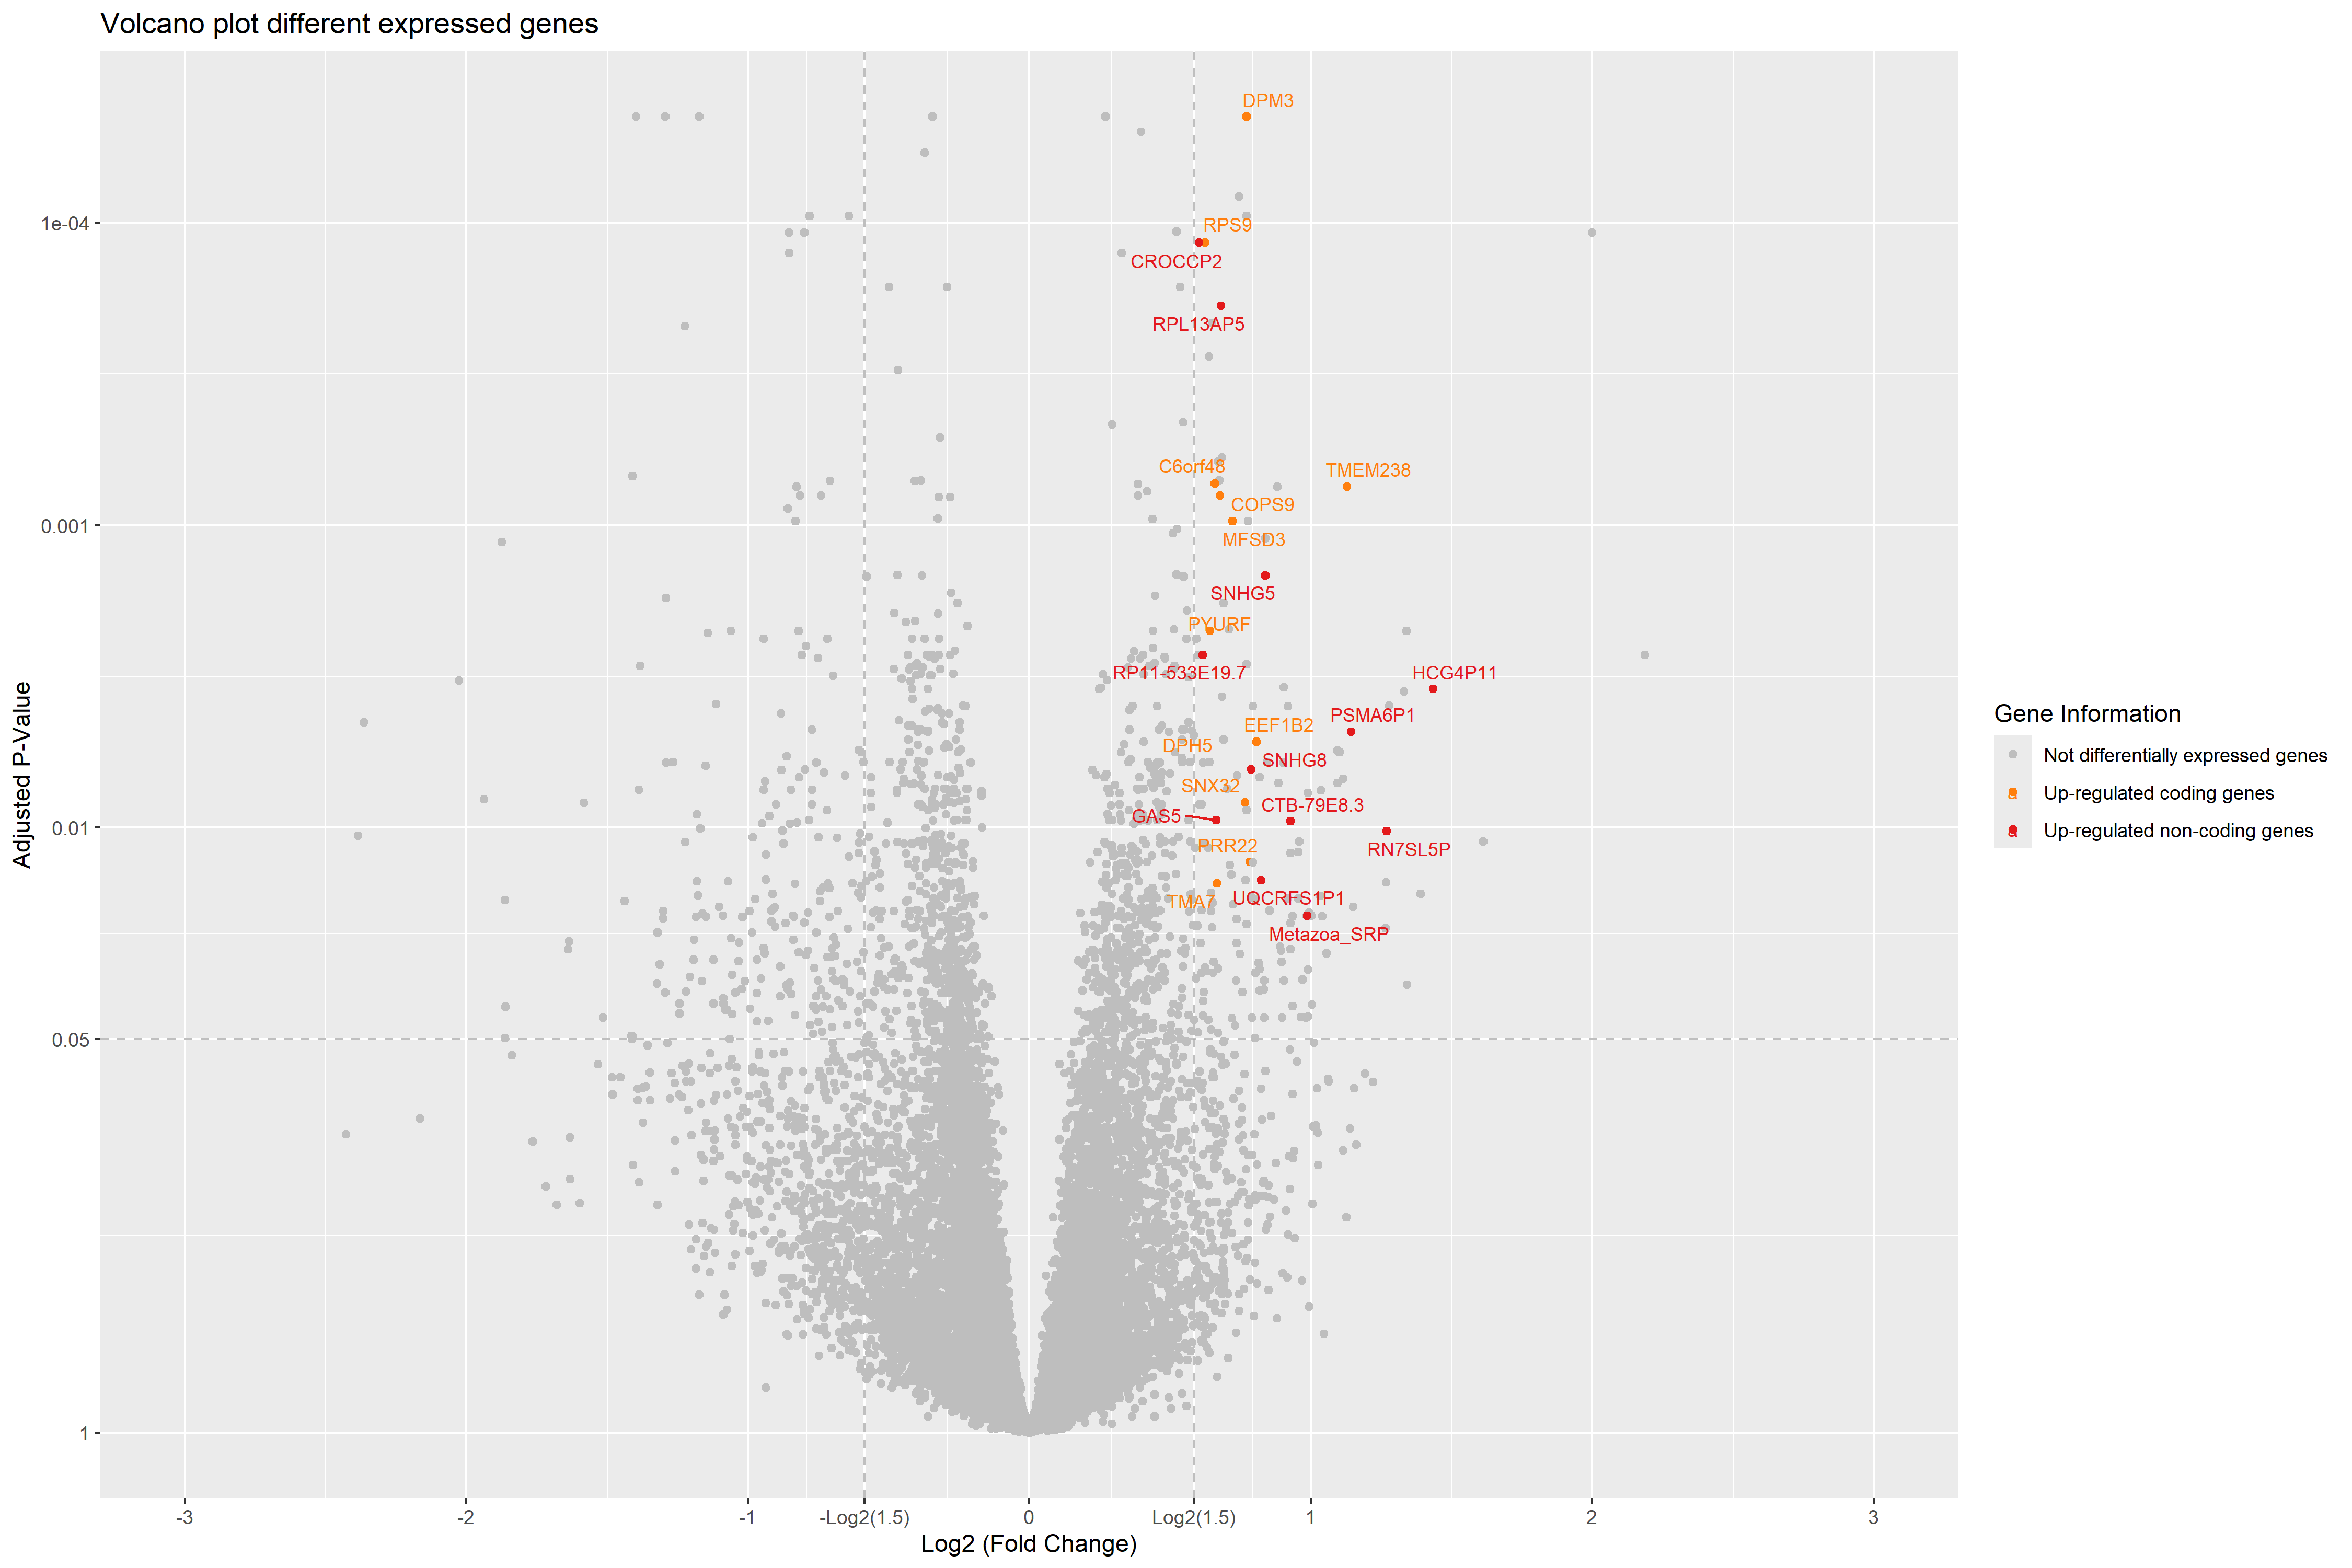 Volcano plot different expressed genes
Adjusted P-Value
1e-04
0.001
0.01
0.05
1
DPM3
RPS9
CROCCP2
RPL13AP5
C6orf48
TMEM238
COPS9
MFSD3
SNHG5
PYURF
RP11-533E19.7
HCG4P11
PSMA6P1
EEF1B2
DPH5
SNHG8
SNX32
CTB-79E8.3
GAS5
PRR22
RN7SL5P
UQCRFS1P1
TMA7
Metazoa_SRP
-3
-2
-1
-Log2(1.5)
0
Log2(1.5)
1
2
3
Log2 (Fold Change)
Gene Information
Not differentially expressed genes
a Up-regulated coding genes
a Up-regulated non-coding genes